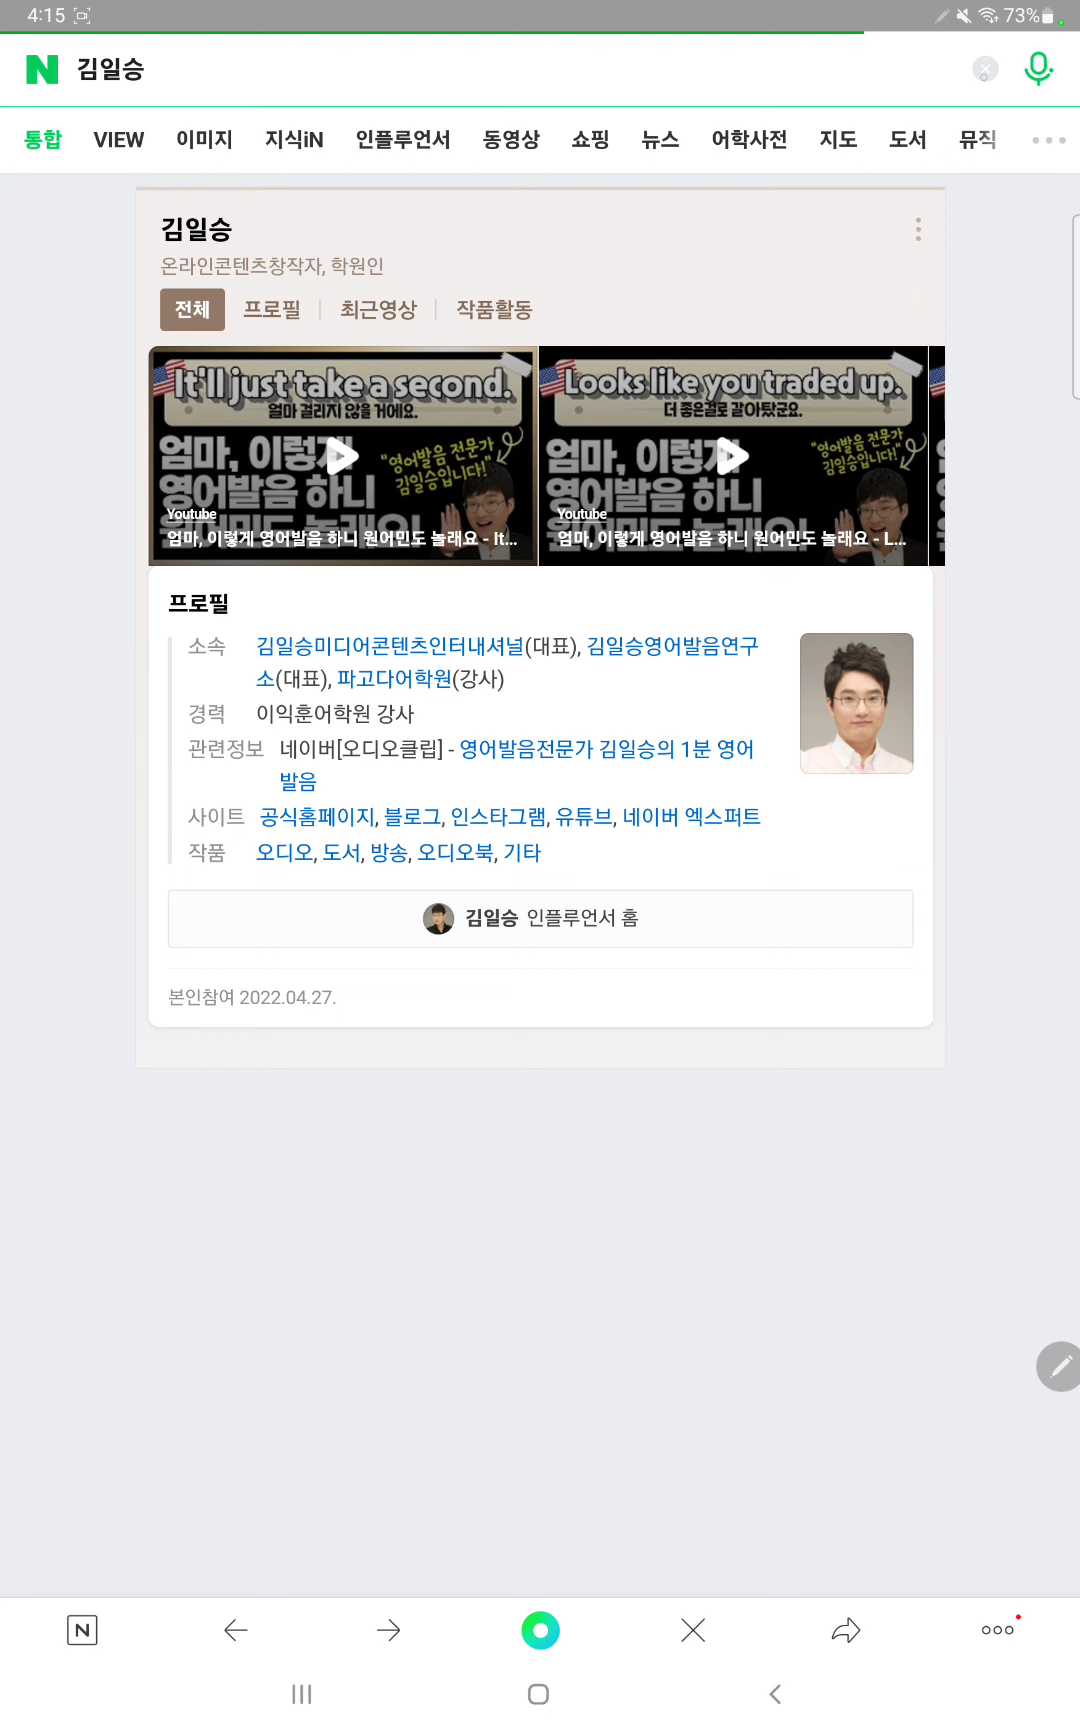 4:15
73%
N 김일승
통합 VIEW 이미지 지식iN 인플루언서 동영상 쇼핑 뉴스 어학사전 지도 도서 뮤직
김일승
온라인콘텐츠창작자, 학원인
전체 프로필 최근영상 작품활동
It'll just take a second.
얼마 걸리지 않을 거에요.
엄마, 이렇게
영어발음 하니
"영어발음 전문가
김일승입니다!"
Youtube
엄마, 이렇게 영어발음 하니 원어민도 놀래요 - It...
Looks like you traded up.
더 좋은걸로 갈아탔군요.
엄마, 이렇게
영어발음 하니
"영어발음 전문가
김일승입니다!"
Youtube
엄마, 이렇게 영어발음 하니 원어민도 놀래요 - L...
프로필
소속 김일승미디어콘텐츠인터내셔널(대표), 김일승영어발음연구
소(대표), 파고다어학원(강사)
경력 이익훈어학원 강사
관련정보 네이버[오디오클립] - 영어발음전문가 김일승의 1분 영어
발음
사이트 공식홈페이지, 블로그, 인스타그램, 유튜브, 네이버 엑스퍼트
작품 오디오, 도서, 방송, 오디오북, 기타
김일승 인플루언서 홈
본인참여 2022.04.27.
N